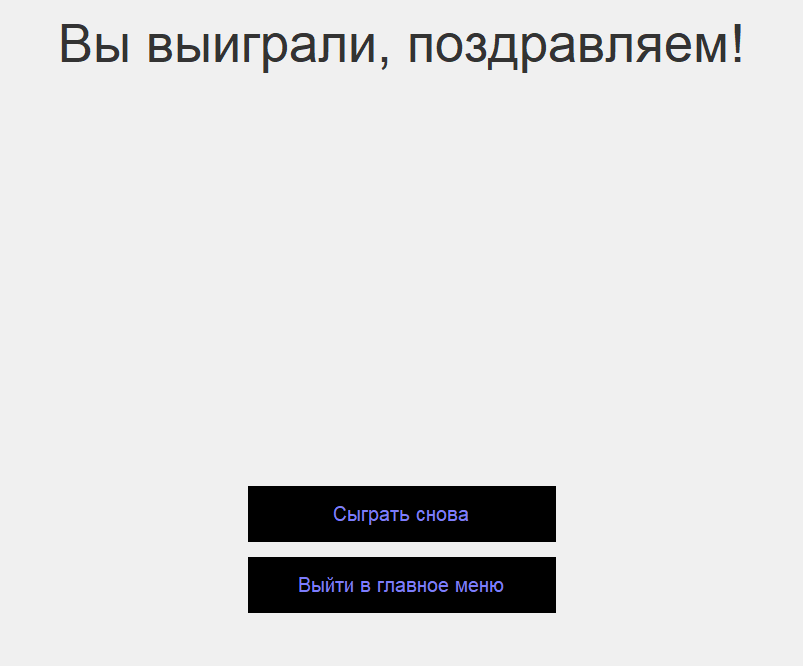 Вы выиграли, поздравляем!
Сыграть снова
Выйти в главное меню